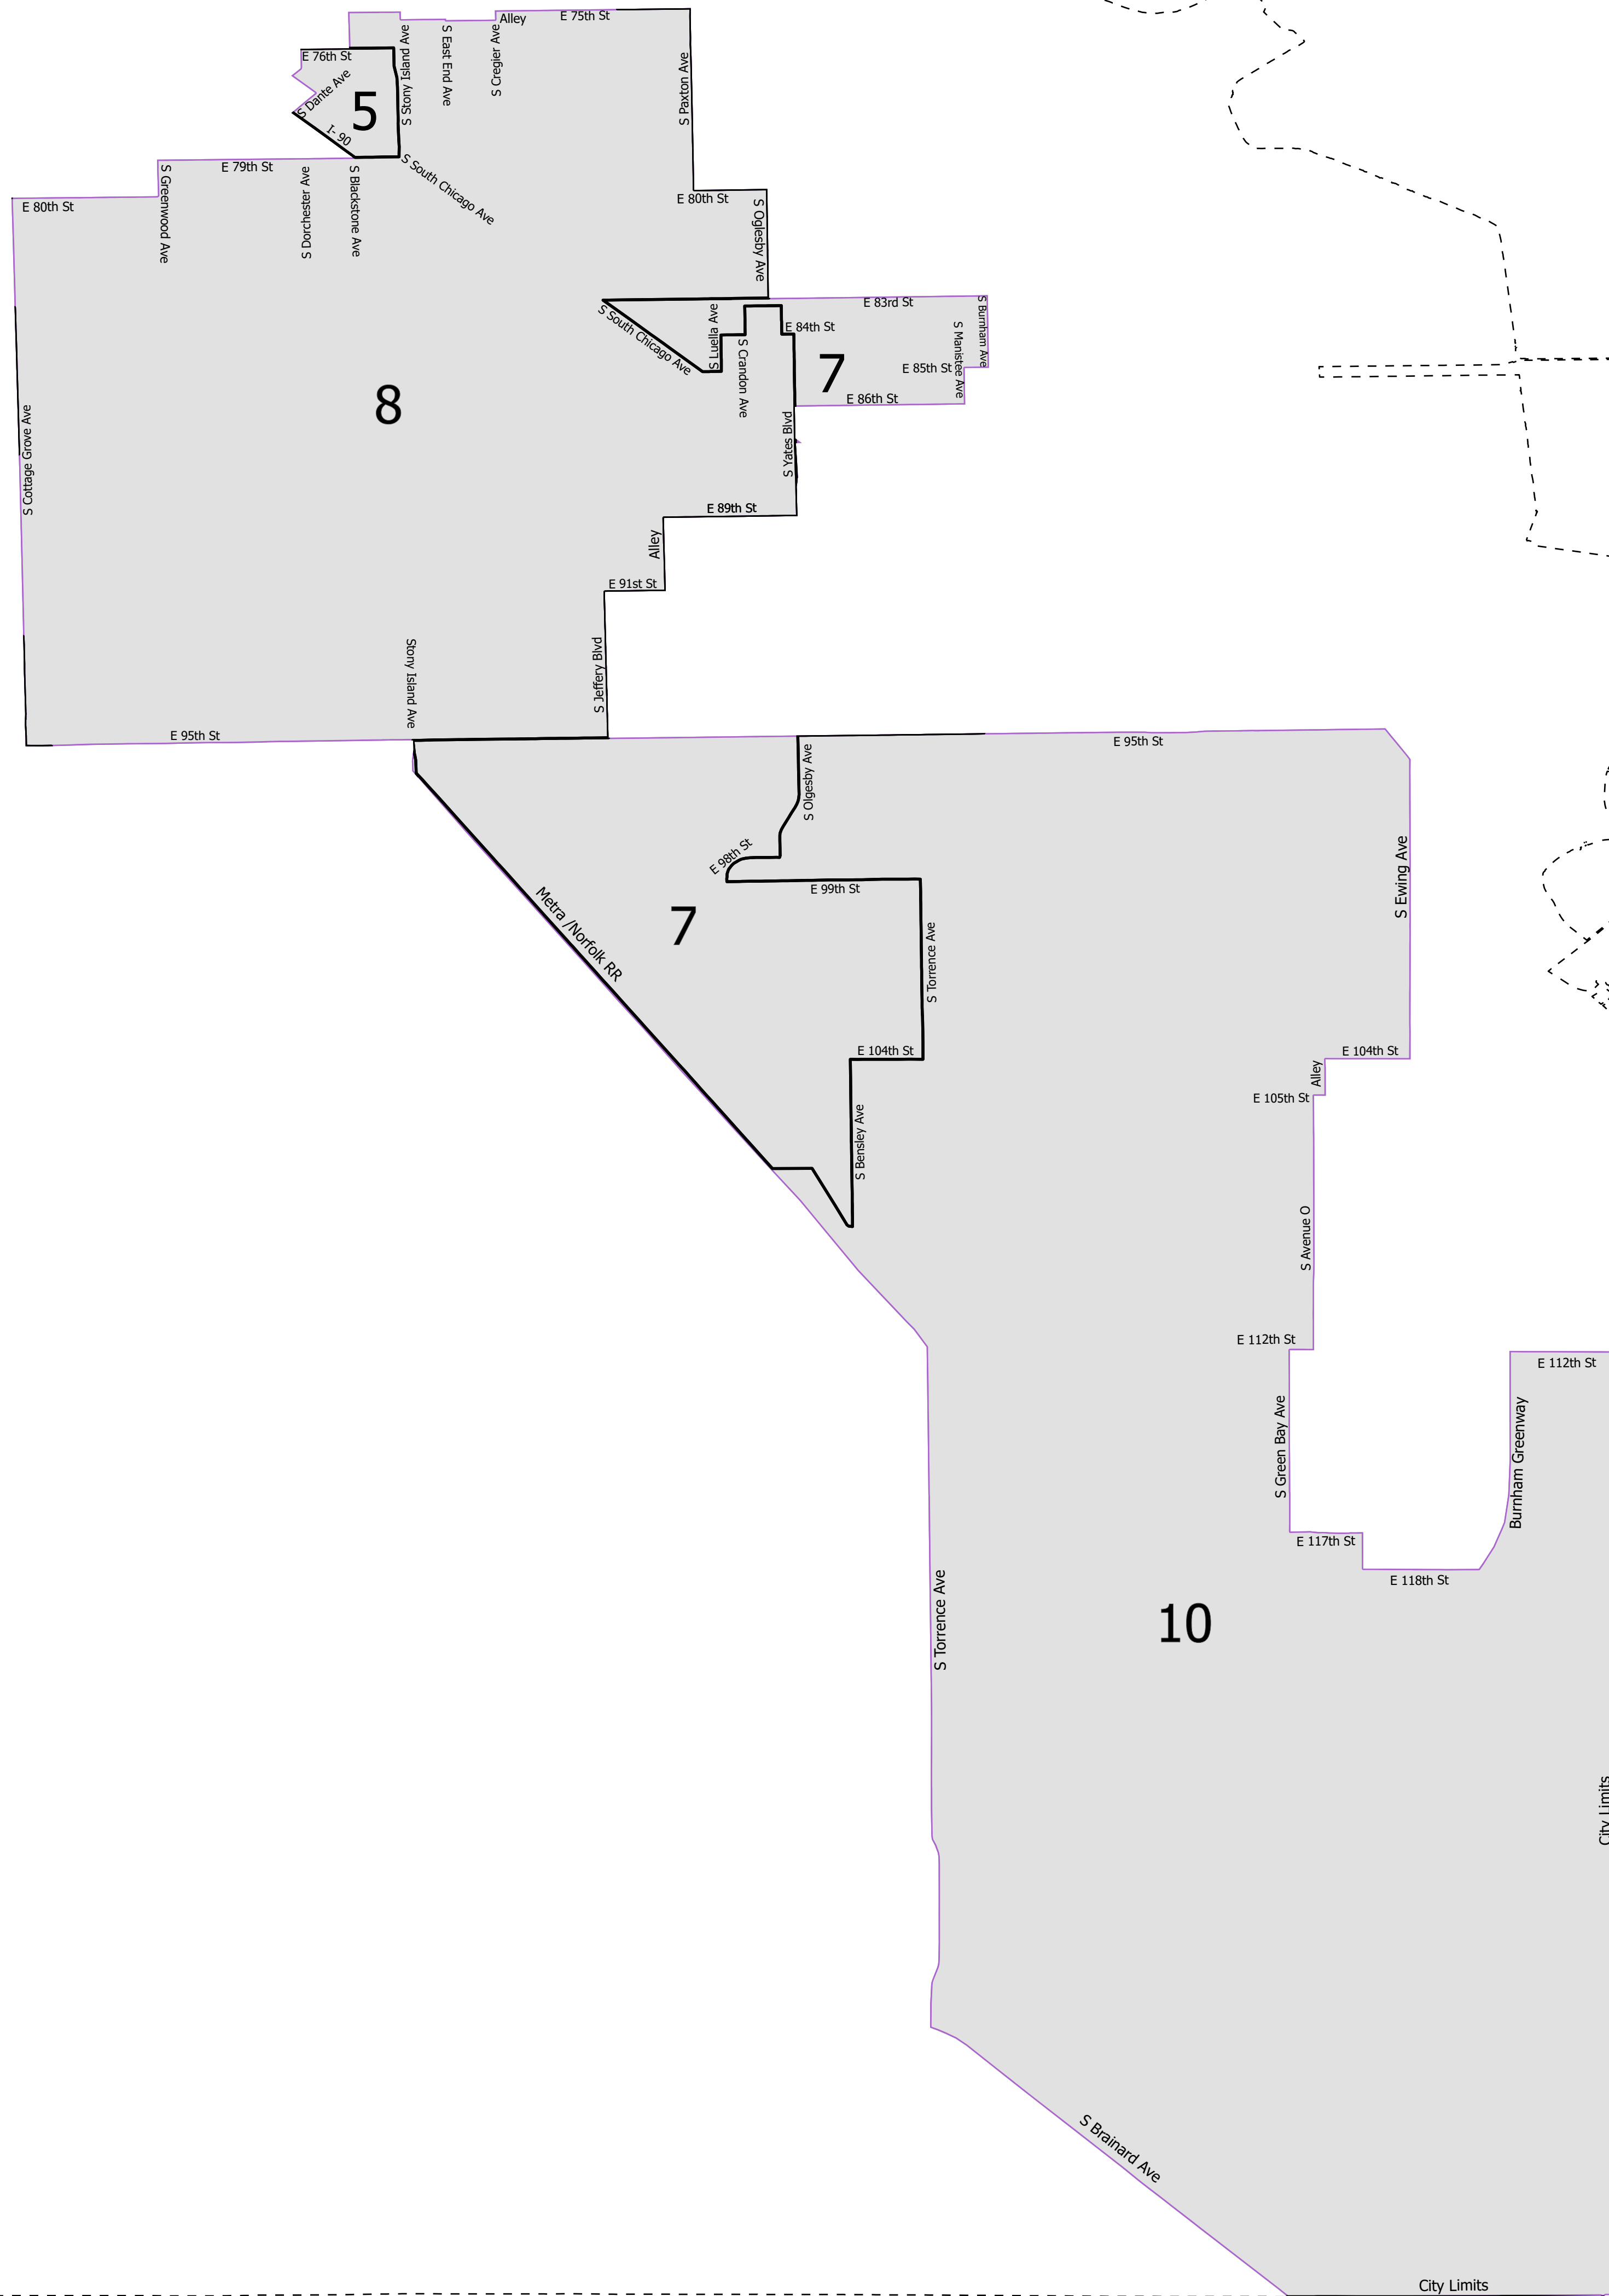 Alley
E 75th St
E 76th St
S Dante Ave
5
I- 90
S Stony Island Ave
S East End Ave
S Cregier Ave
S Paxton Ave
E 79th St
S South Chicago Ave
E 80th St
S Greenwood Ave
S Dorchester Ave
S Blackstone Ave
E 80th St
S Oglesby Ave
E 83rd St
S Burnham Ave
S South Chicago Ave
S Luella Ave
S Crandon Ave
E 84th St
7
S Manistee Ave
E 85th St
E 86th St
8
S Cottage Grove Ave
S Yates Blvd
E 89th St
Alley
E 91st St
Stony Island Ave
S Jeffery Blvd
E 95th St
E 95th St
S Olgesby Ave
E 98th St
E 99th St
S Ewing Ave
7
Metra /Norfolk RR
S Torrence Ave
E 104th St
E 104th St
Alley
E 105th St
S Bensley Ave
S Avenue O
E 112th St
E 112th St
S Green Bay Ave
Burnham Greenway
E 117th St
E 118th St
S Torrence Ave
10
City Limits
S Brainard Ave
City Limits